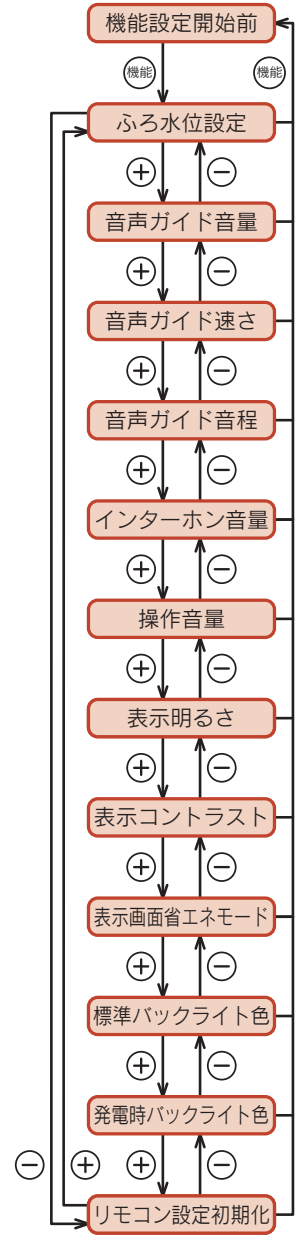 機能設定開始前
機能 機能
ふろ水位設定
+ −
音声ガイド音量
+ −
音声ガイド速さ
+ −
音声ガイド音程
+ −
インターホン音量
+ −
操作音量
+ −
表示明るさ
+ −
表示コントラスト
+ −
表示画面省エネモード
+ −
標準バックライト色
+ −
発電時バックライト色
− + + −
リモコン設定初期化